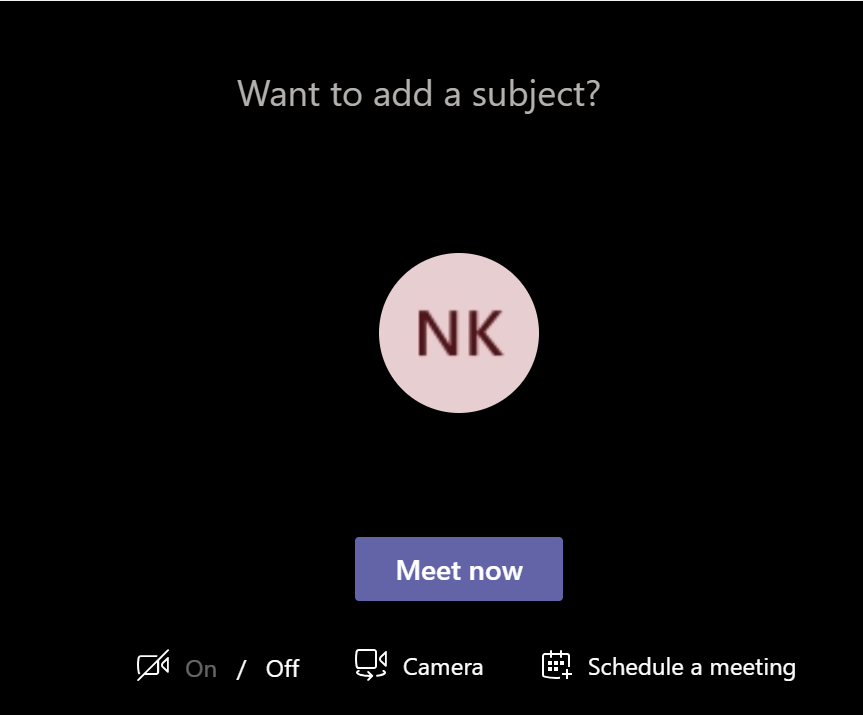 Want to add a subject?
NK
Meet now
On / Off Camera Schedule a meeting